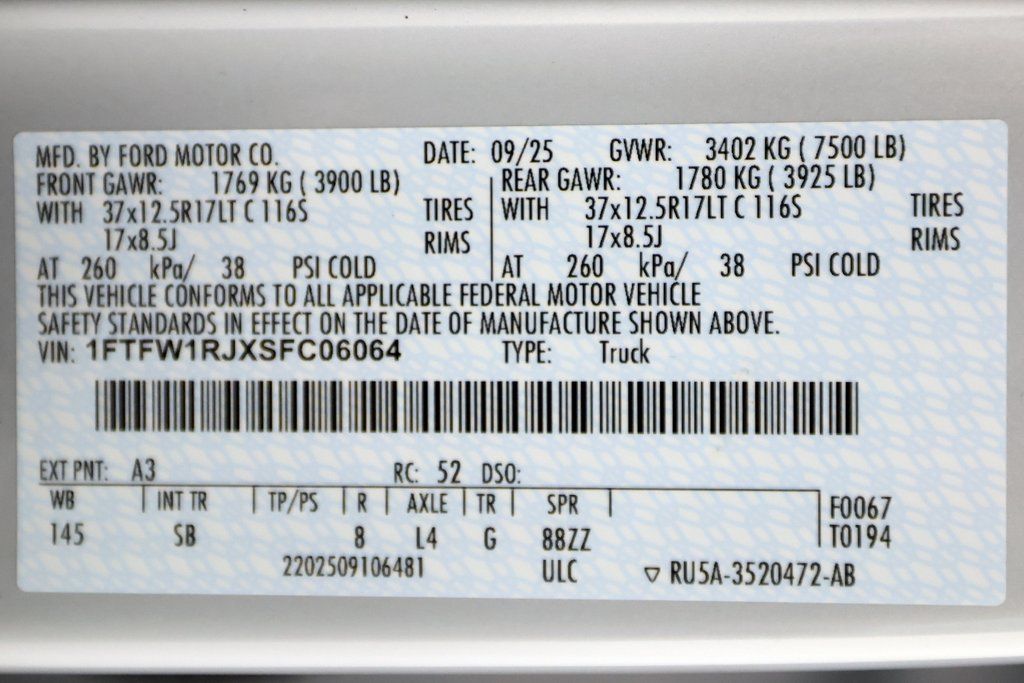 MFD. BY FORD MOTOR CO. DATE: 09/25 GVWR: 3402 KG ( 7500 LB)
FRONT GAWR: 1769 KG ( 3900 LB) REAR GAWR: 1780 KG ( 3925 LB)
WITH 37x12.5R17LT C 116S TIRES WITH 37x12.5R17LT C 116S TIRES
17x8.5J RIMS 17x8.5J RIMS
AT 260 kPa/ 38 PSI COLD AT 260 kPa/ 38 PSI COLD
THIS VEHICLE CONFORMS TO ALL APPLICABLE FEDERAL MOTOR VEHICLE
SAFETY STANDARDS IN EFFECT ON THE DATE OF MANUFACTURE SHOWN ABOVE.
VIN: 1FTFW1RJXSFC06064 TYPE: Truck
EXT PNT: A3 RC: 52 DSO:
WB INT TR TP/PS R AXLE TR SPR F0067
145 SB 8 L4 G 88ZZ T0194
2202509106481 ULC ▽ RU5A-3520472-AB